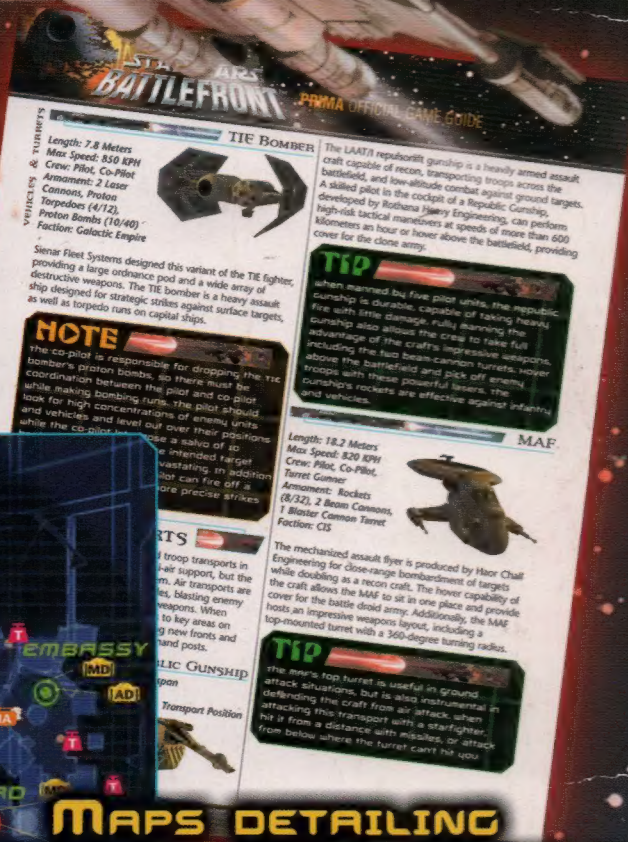 STAR WARS
BATTLEFRONT
PRIMA OFFICIAL GAME GUIDE
VEHICLES & TURRETS
TIE BOMBER
Length: 7.8 Meters
Max Speed: 850 KPH
Crew: Pilot, Co-Pilot
Armament: 2 Laser
Cannons, Proton
Torpedoes (4/12),
Proton Bombs (10/40)
Faction: Galactic Empire
Sienar Fleet Systems designed this variant of the TIE fighter,
providing a large ordnance pod and a wide array of
destructive weapons. The TIE bomber is a heavy assault
ship designed for strategic strikes against surface targets,
as well as torpedo runs on capital ships.
NOTE
The co-pilot is responsible for dropping the TIE
bomber's proton bombs, so there must be
coordination between the pilot and co-pilot
while making bombing runs. The pilot should
look for high concentrations of enemy units
and vehicles and level out over their positions
while the co-pilot
ose a salvo of 10
e intended target
vastating. In addition
ilot can fire off a
ore precise strikes
RTS
l troop transports in
-air support, but the
m. Air transports are
les, blasting enemy
weapons. When
to key areas on
ng new fronts and
mand posts.
LIC GUNSHIP
span
Transport Position
The LAAT/I repulsorlift gunship is a heavily armed assault
craft capable of recon, transporting troops across the
battlefield, and low-altitude combat against ground targets.
A skilled pilot in the cockpit of a Republic Gunship,
developed by Rothana Heavy Engineering, can perform
high-risk tactical maneuvers at speeds of more than 600
kilometers an hour or hover above the battlefield, providing
cover for the clone army.
TIP
When manned by five pilot units, the republic
gunship is durable, capable of taking heavy
fire with little damage. Fully manning the
gunship also allows the crew to take full
advantage of the craft's impressive weapons,
including the two beam cannon turrets. Hover
above the battlefield and pick off enemy
troops with these powerful lasers. The
gunship's rockets are effective against infantry
and vehicles.
MAF
Length: 18.2 Meters
Max Speed: 820 KPH
Crew: Pilot, Co-Pilot,
Turret Gunner
Armament: Rockets
(8/32), 2 Beam Cannons,
1 Blaster Cannon Turret
Faction: CIS
The mechanized assault flyer is produced by Haor Chall
Engineering for close-range bombardment of targets
while doubling as a recon craft. The hover capability of
the craft allows the MAF to sit in one place and provide
cover for the battle droid army. Additionally, the MAF
hosts an impressive weapons layout, including a
top-mounted turret with a 360-degree turning radius.
TIP
The MAF's top turret is useful in ground
attack situations, but is also instrumental in
defending the craft from air attack. When
attacking this transport with a starfighter,
hit it from a distance with missiles, or attack
from below where the turret can't hit you
T
EMBASSY
MD
AD
T
T
MAPS DETAILING